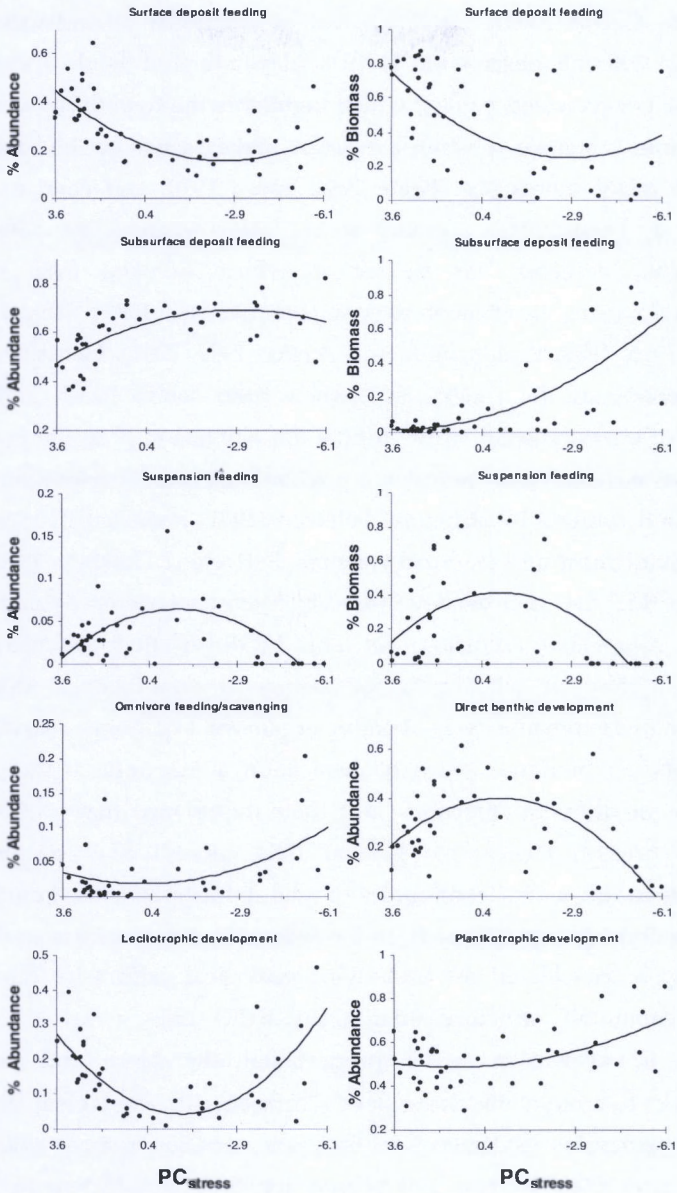 Surface deposit feeding
% Abundance
0.6
0.4
0.2
0
3.6 0.4 -2.9 -6.1
Surface deposit feeding
% Biomass
1
0.8
0.6
0.4
0.2
0
3.6 0.4 -2.9 -6.1
Subsurface deposit feeding
% Abundance
0.8
0.6
0.4
0.2
3.6 0.4 -2.9 -6.1
Subsurface deposit feeding
% Biomass
1
0.8
0.6
0.4
0.2
3.6 0.4 -2.9 -6.1
Suspension feeding
% Abundance
0.2
0.15
0.1
0.05
0
3.6 0.4 -2.9 -6.1
Suspension feeding
% Biomass
1
0.8
0.6
0.4
0.2
0
3.6 0.4 -2.9 -6.1
Omnivore feeding/scavenging
% Abundance
0.25
0.2
0.15
0.1
0.05
0
3.6 0.4 -2.9 -6.1
Direct benthic development
% Abundance
0.6
0.4
0.2
0
3.6 0.4 -2.9 -6.1
Lecitotrophic development
% Abundance
0.5
0.4
0.3
0.2
0.1
0
3.6 0.4 -2.9 -6.1
Planktotrophic development
% Abundance
1
0.8
0.6
0.4
0.2
3.6 0.4 -2.9 -6.1
PCstress
PCstress